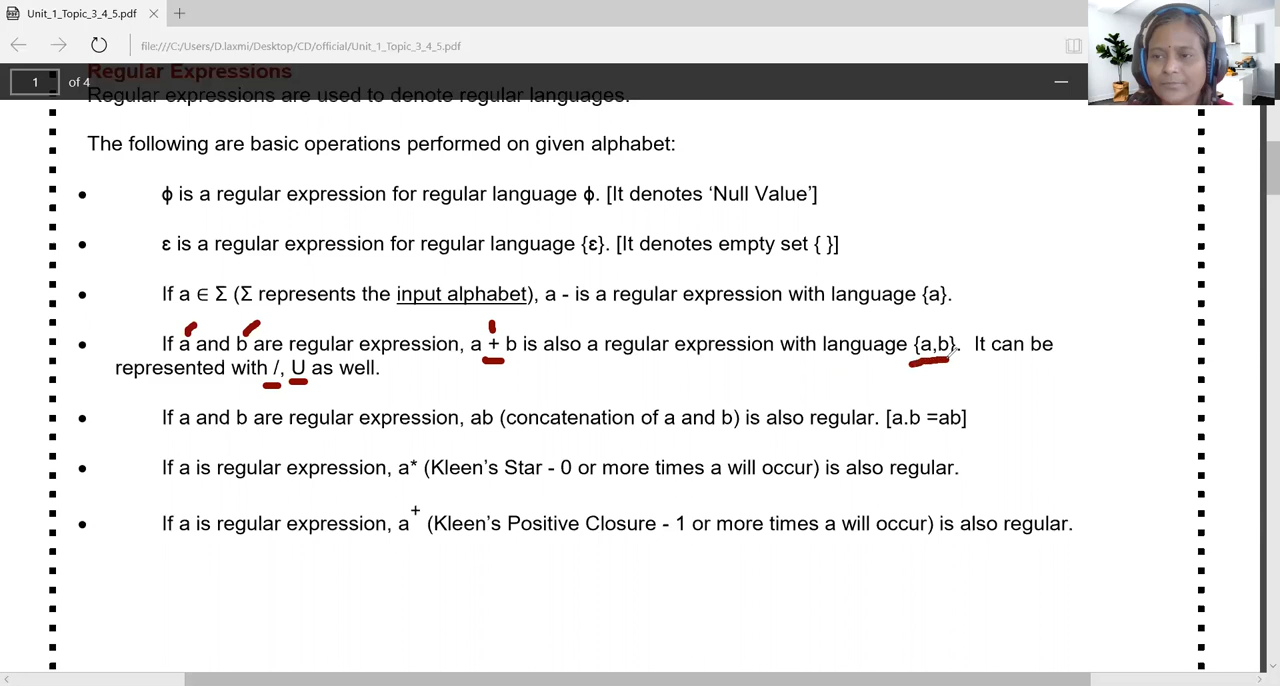 Unit_1_Topic_3_4_5.pdf
file:///C:/Users/D.laxmi/Desktop/CD/official/Unit_1_Topic_3_4_5.pdf
1 of 4
Regular Expressions
Regular expressions are used to denote regular languages.
The following are basic operations performed on given alphabet:
● ϕ is a regular expression for regular language ϕ. [It denotes ‘Null Value’]
● ε is a regular expression for regular language {ε}. [It denotes empty set { }]
● If a ∈ Σ (Σ represents the input alphabet), a - is a regular expression with language {a}.
● If a and b are regular expression, a + b is also a regular expression with language {a,b}. It can be
represented with /, U as well.
● If a and b are regular expression, ab (concatenation of a and b) is also regular. [a.b =ab]
● If a is regular expression, a* (Kleen’s Star - 0 or more times a will occur) is also regular.
● If a is regular expression, a⁺ (Kleen’s Positive Closure - 1 or more times a will occur) is also regular.